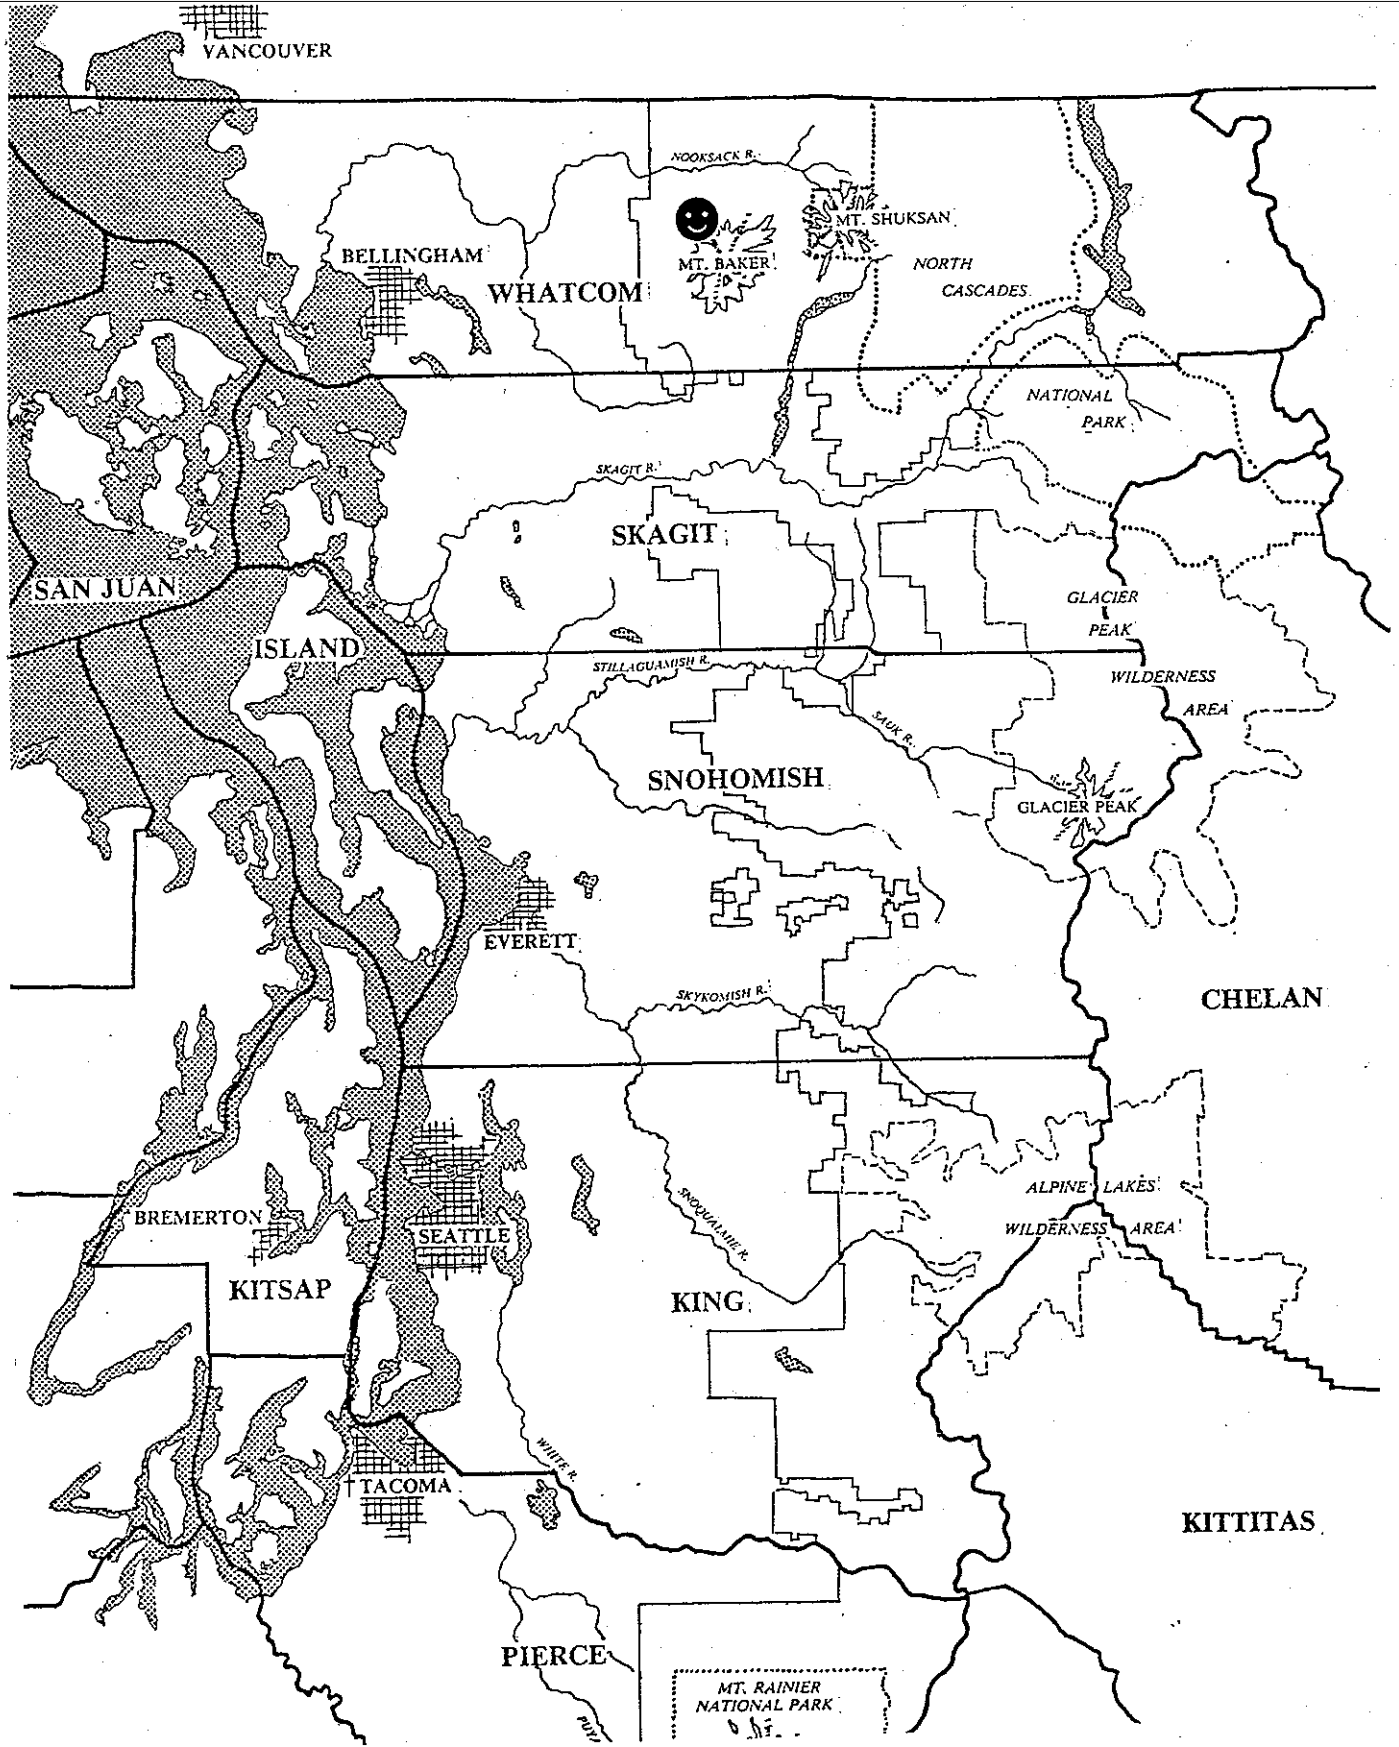 VANCOUVER
NOOKSACK R.
MT. SHUKSAN
BELLINGHAM
MT. BAKER
NORTH
CASCADES
WHATCOM
NATIONAL
PARK
SKAGIT R.
SKAGIT
SAN JUAN
GLACIER
PEAK
ISLAND
STILLAGUAMISH R.
WILDERNESS
AREA
SAUK R.
SNOHOMISH
GLACIER PEAK
EVERETT
SKYKOMISH R.
CHELAN
ALPINE LAKES
WILDERNESS AREA
SNOQUALMIE R.
BREMERTON
SEATTLE
KITSAP
KING
WHITE R.
TACOMA
KITTITAS
PIERCE
MT. RAINIER
NATIONAL PARK
PUY